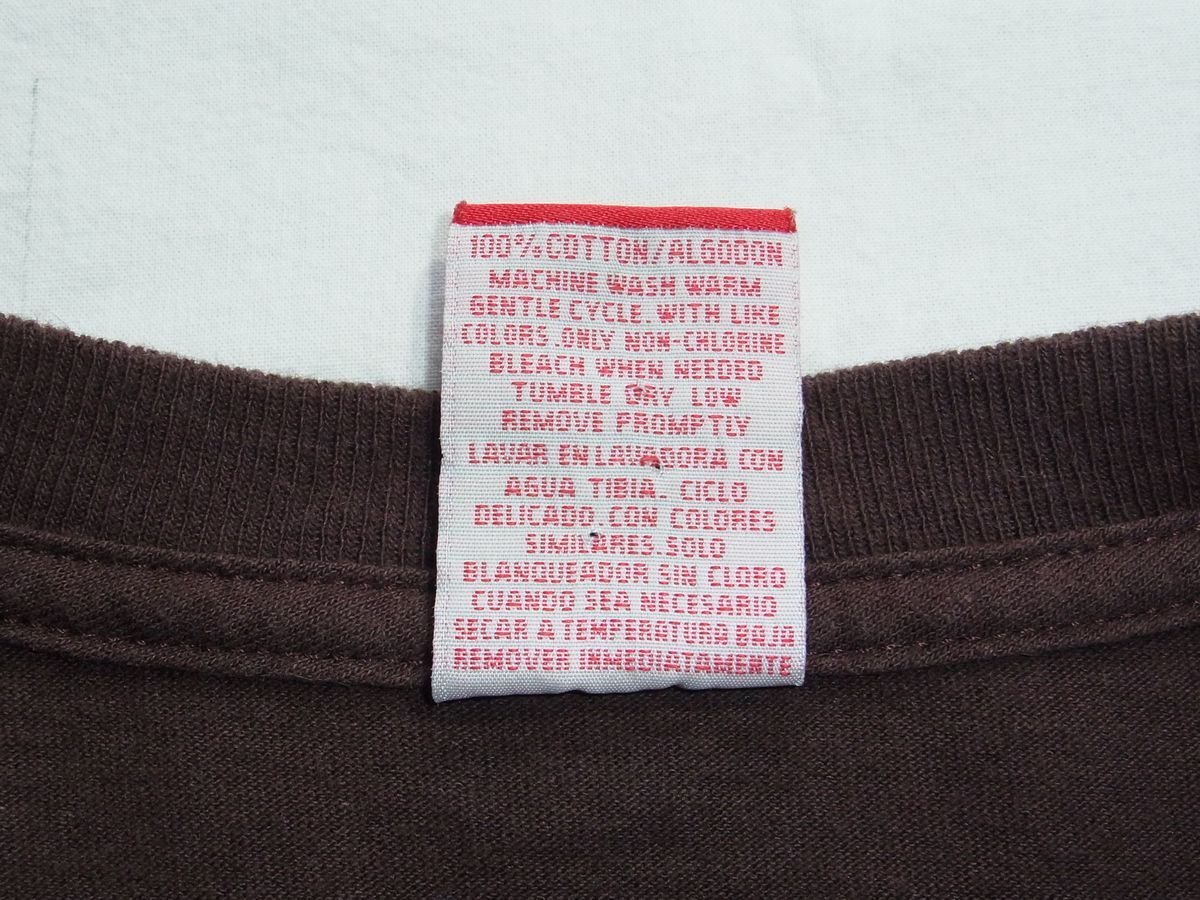 100% COTTON/ALGODON
MACHINE WASH WARM
GENTLE CYCLE. WITH LIKE
COLORS. ONLY NON-CHLORINE
BLEACH WHEN NEEDED
TUMBLE DRY LOW
REMOVE PROMPTLY
LAVAR EN LAVADORA CON
AGUA TIBIA. CICLO
DELICADO. CON COLORES
SIMILARES. SOLO
BLANQUEADOR SIN CLORO
CUANDO SEA NECESARIO
SECAR A TEMPERATURA BAJA
REMOVER INMEDIATAMENTE